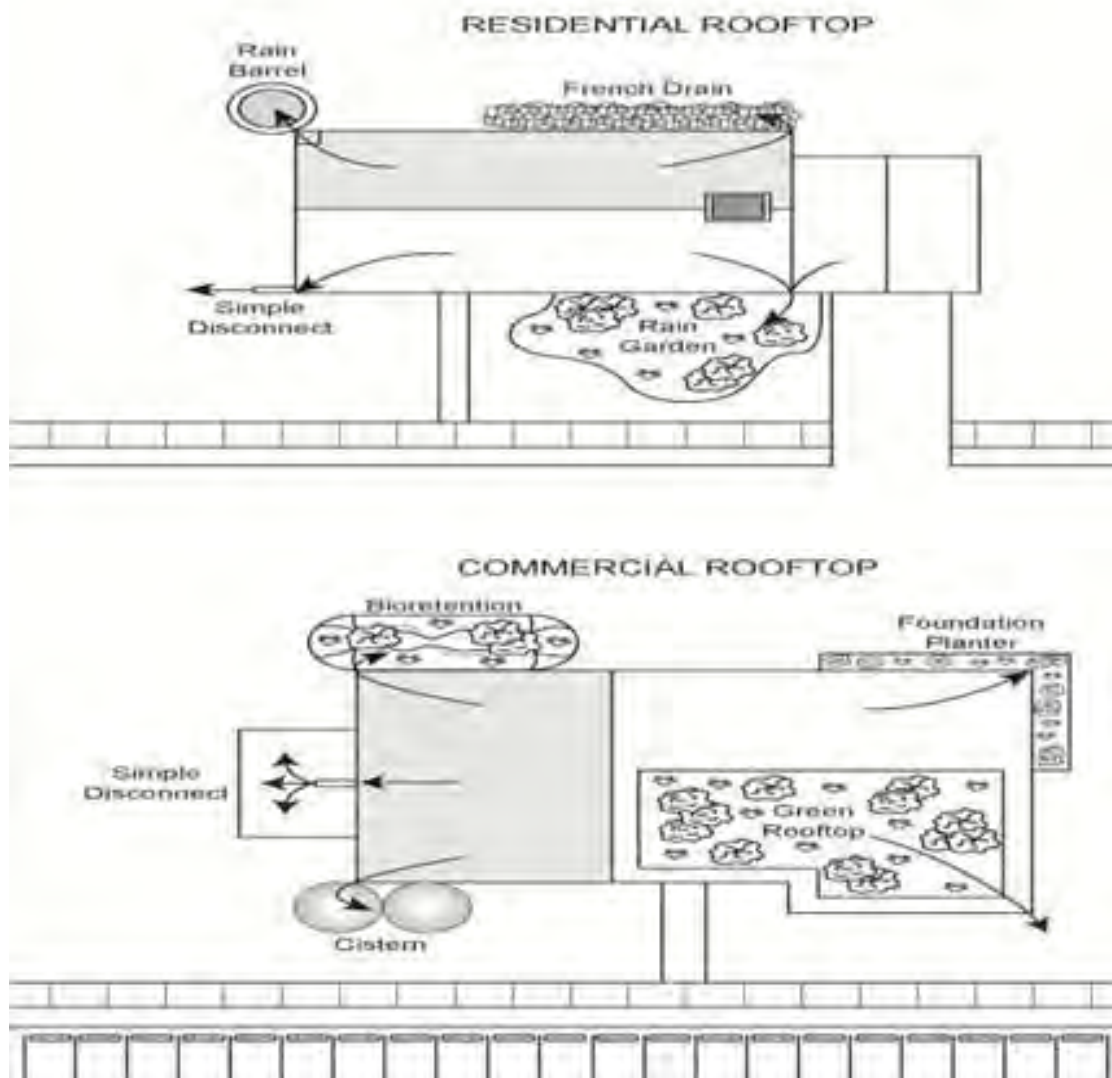 RESIDENTIAL ROOFTOP
Rain
Barrel
French Drain
Simple
Disconnect
Rain
Garden
COMMERCIAL ROOFTOP
Bioretention
Foundation
Planter
Simple
Disconnect
Green
Rooftop
Cistern